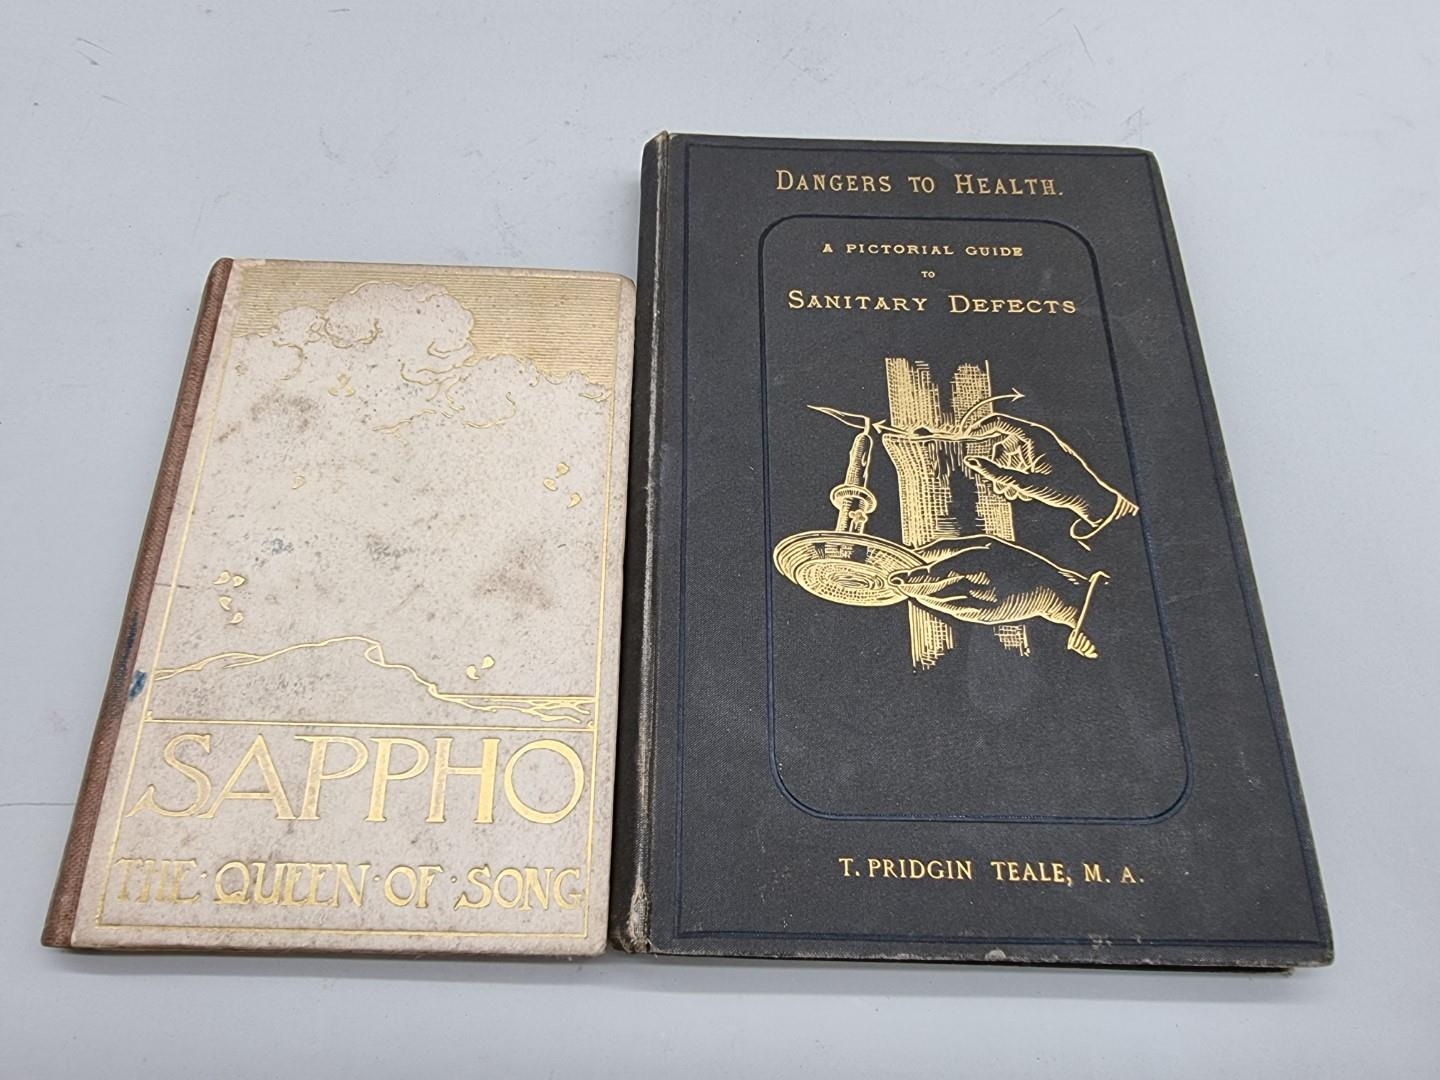 SAPPHO
THE · QUEEN · OF · SONG
DANGERS TO HEALTH.
A PICTORIAL GUIDE
TO
SANITARY DEFECTS
T. PRIDGIN TEALE, M. A.